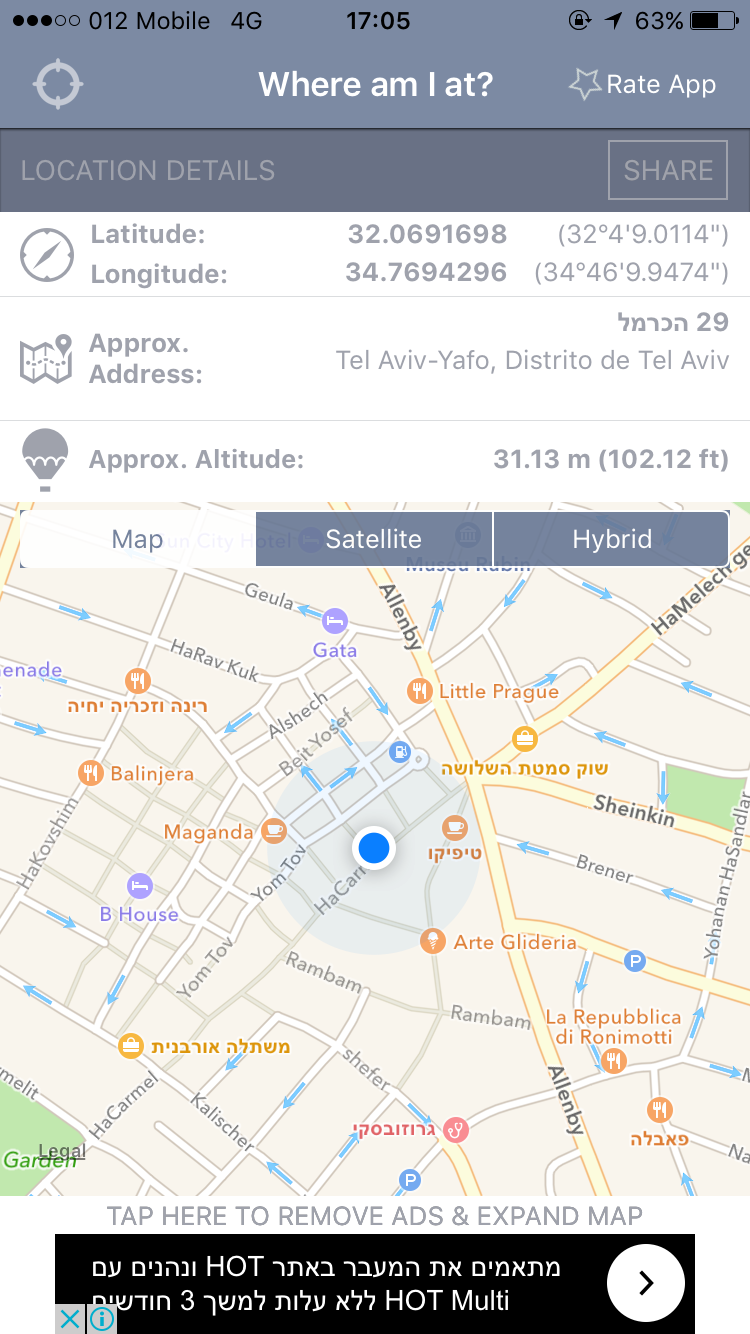 012 Mobile 4G 17:05 63%
Where am I at? Rate App
LOCATION DETAILS SHARE
Latitude: 32.0691698 (32°4'9.0114")
Longitude: 34.7694296 (34°46'9.9474")
29 הכרמל
Approx. Address: Tel Aviv-Yafo, Distrito de Tel Aviv
Approx. Altitude: 31.13 m (102.12 ft)
Map Satellite Hybrid
Sun City Hotel
Museu Rubin
HaMelech ge
Geula
Allenby
Gata
HaRav Kuk
enade
Little Prague
רינה וזכריה יחיה
Alshech
Beit Yosef
שוק סמטת השלושה
Balinjera
Sheinkin
HaKovshim
Maganda
טיפיקו
Brener
Yohanan HaSandlar
Yom Tov
HaCarm
B House
Arte Glideria
P
Yom Tov
Rambam
Rambam
La Repubblica
di Ronimotti
משתלה אורבנית
shefer
Allenby
melit
HaCarmel
Kalischer
גרוזובסקי
פאבלה
Na
Legal
Garden
P
TAP HERE TO REMOVE ADS & EXPAND MAP
מתאמים את המעבר באתר HOT ונהנים עם
HOT Multi ללא עלות למשך 3 חודשים